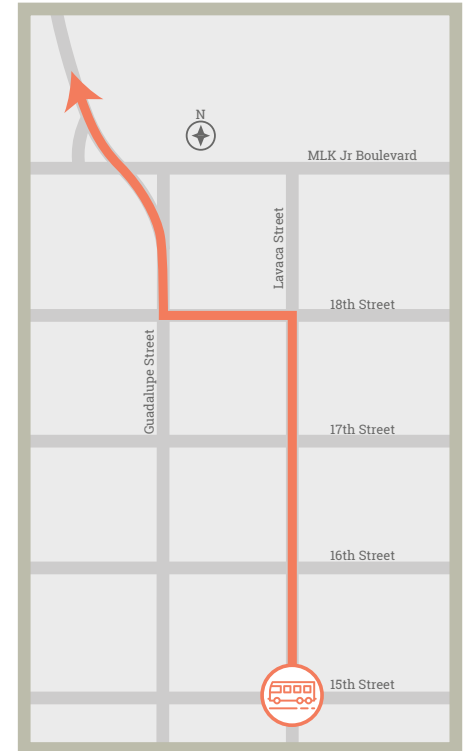 N
MLK Jr Boulevard
Lavaca Street
18th Street
Guadalupe Street
17th Street
16th Street
15th Street